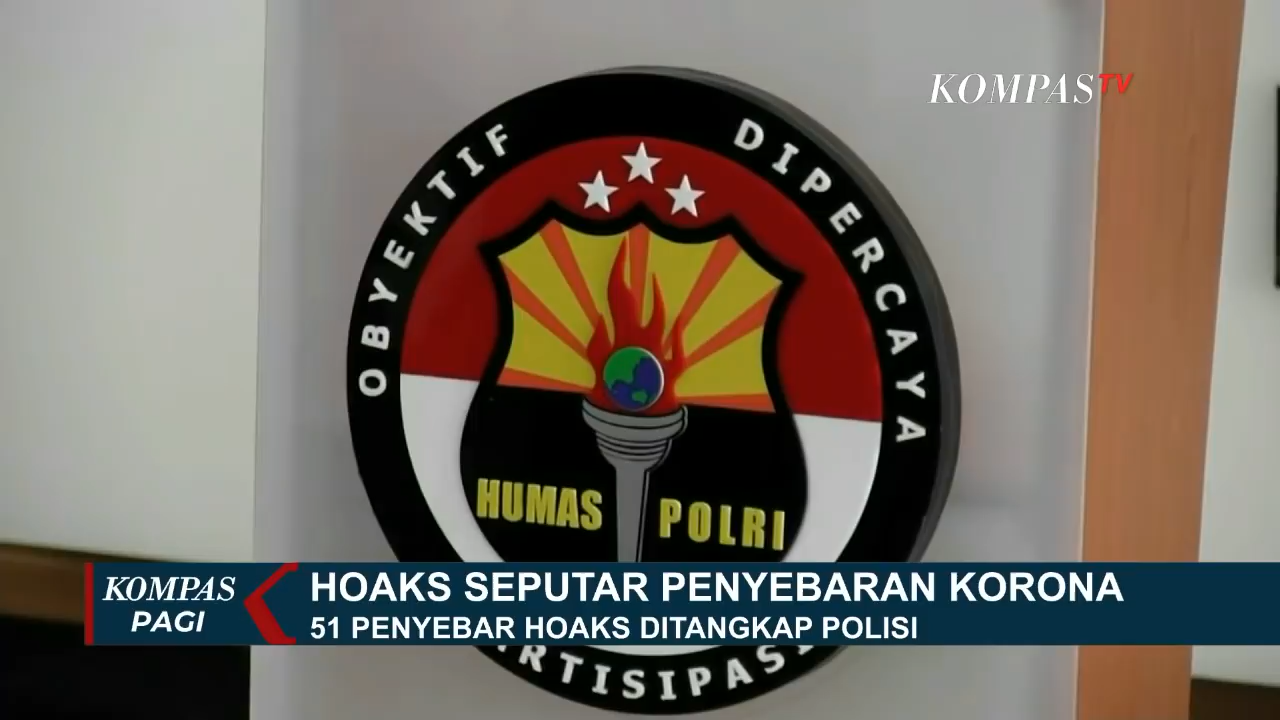 KOMPASTV
OBYEKTIF DIPERCAYA
HUMAS POLRI
KOMPAS
PAGI
HOAKS SEPUTAR PENYEBARAN KORONA
51 PENYEBAR HOAKS DITANGKAP POLISI